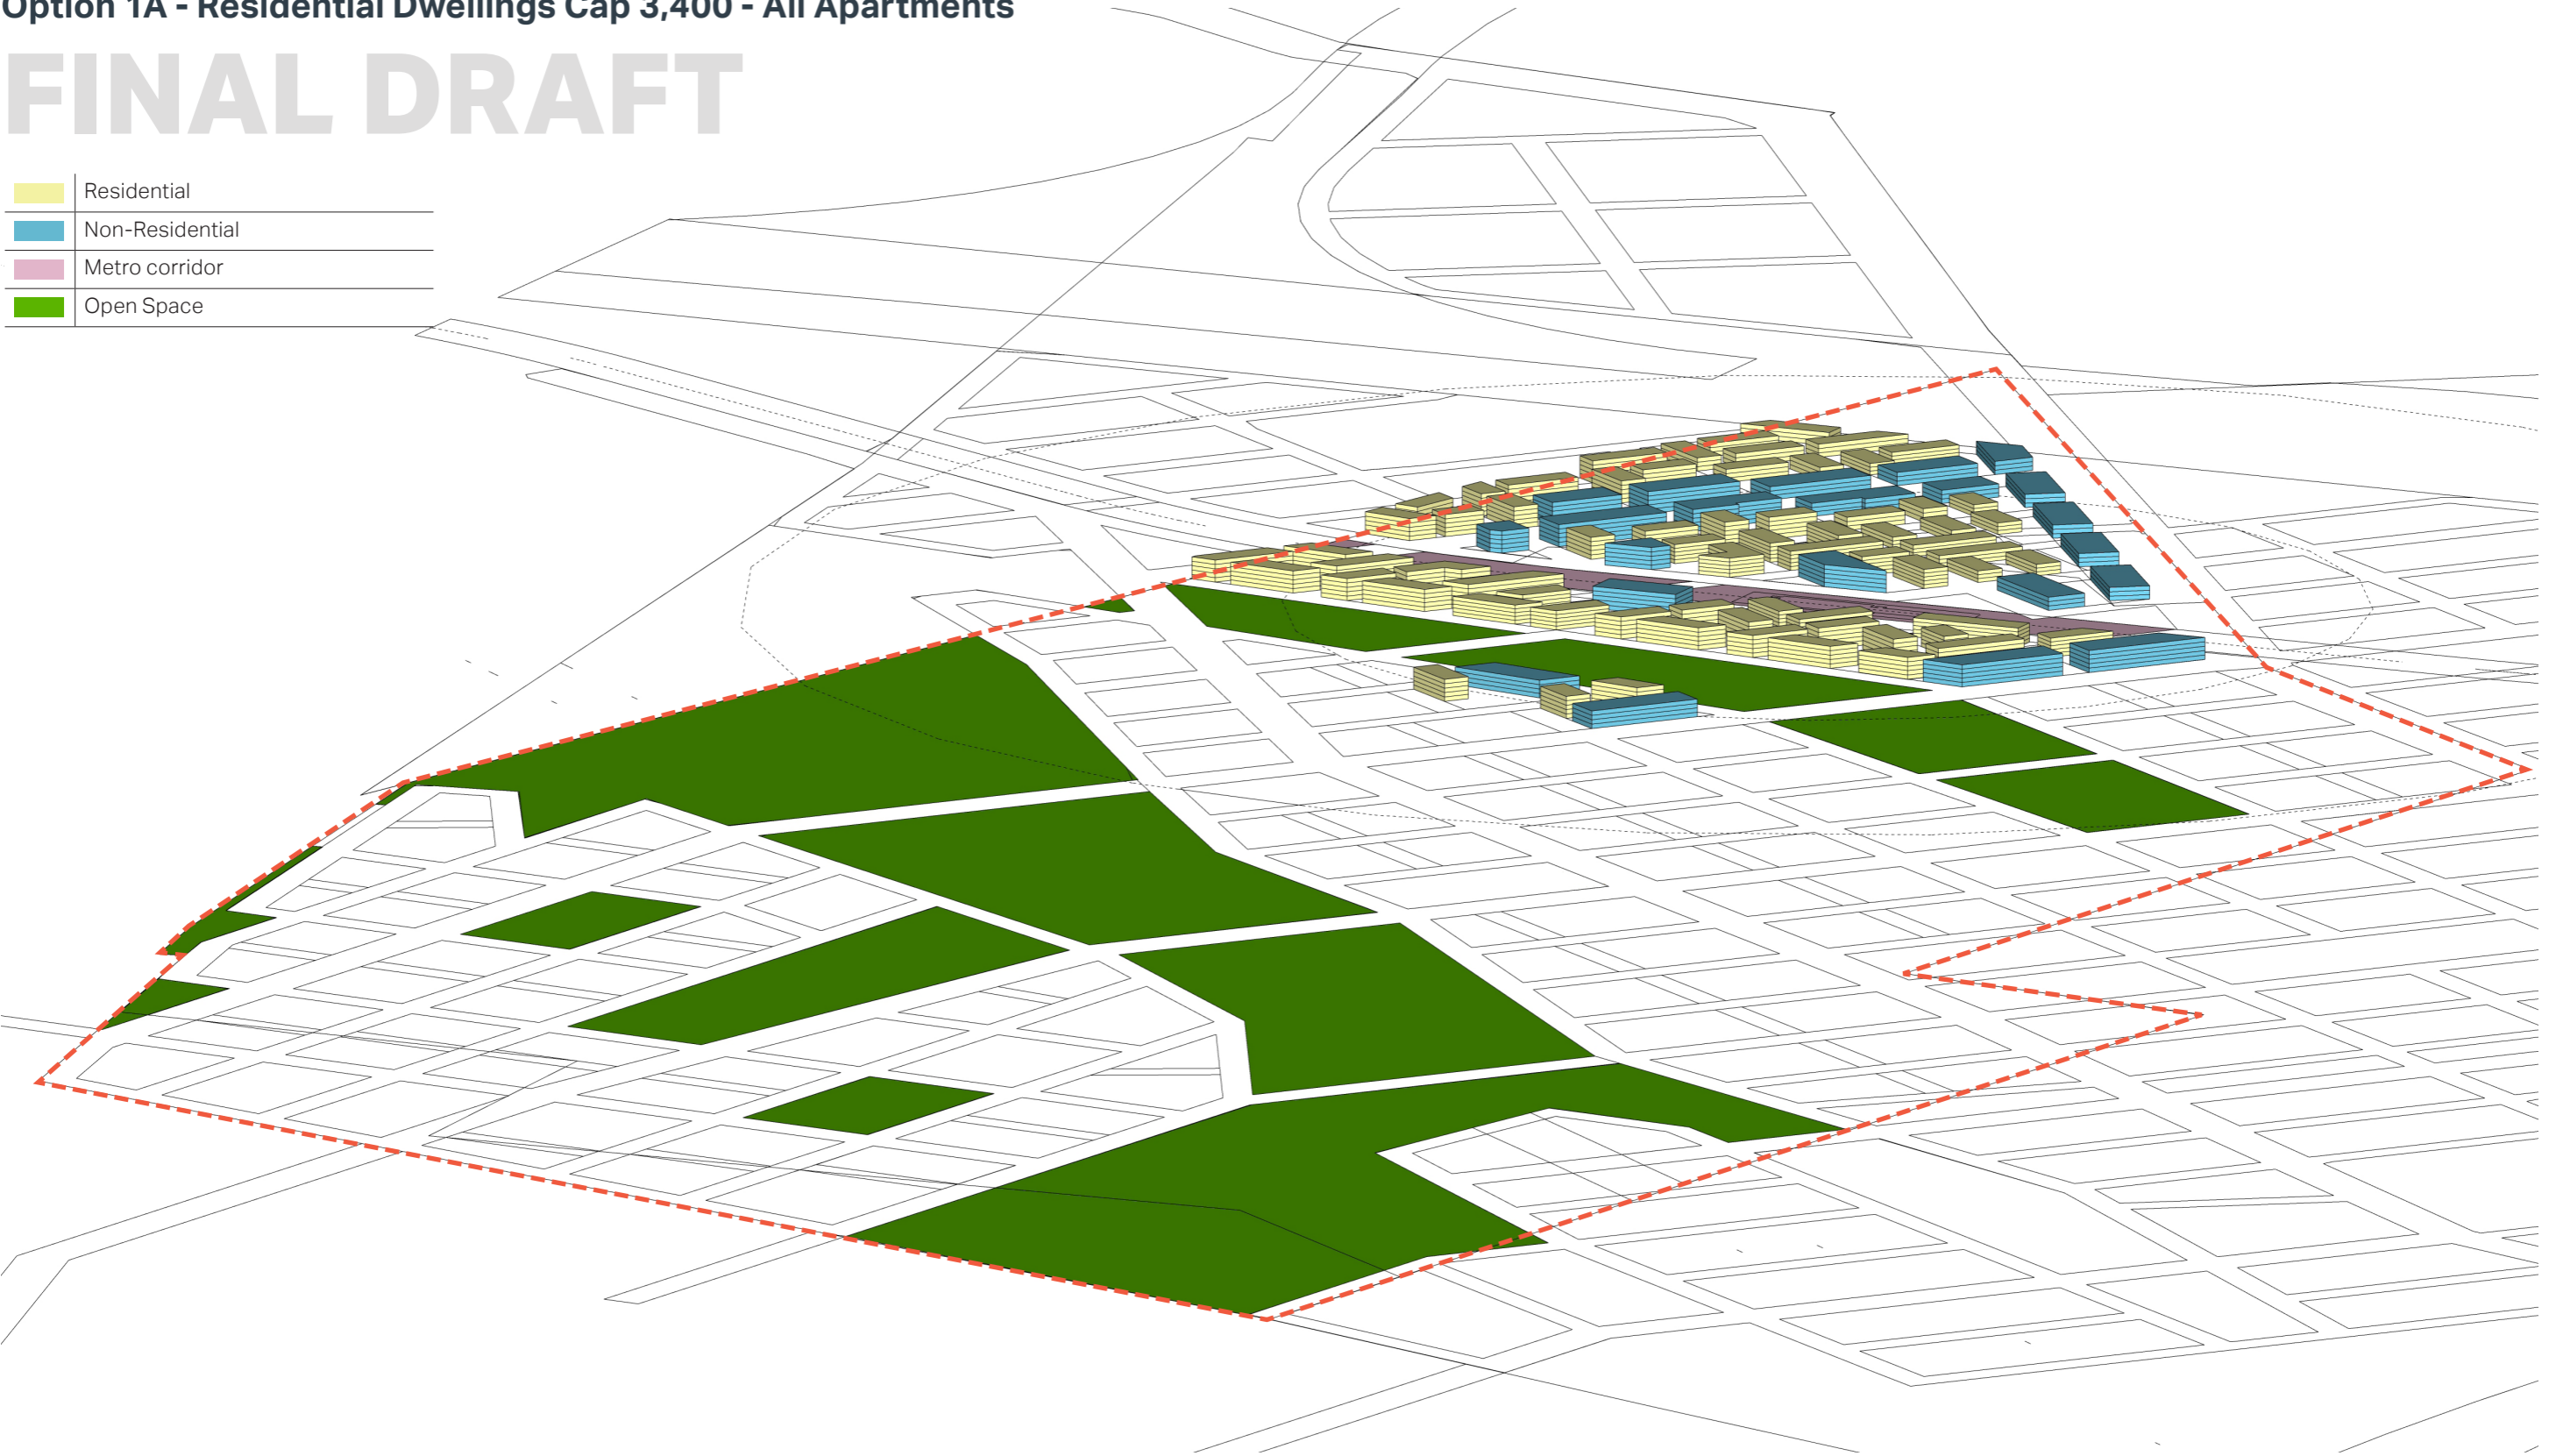 Option 1A - Residential Dwellings Cap 3,400 - All Apartments
FINAL DRAFT
Residential
Non-Residential
Metro corridor
Open Space